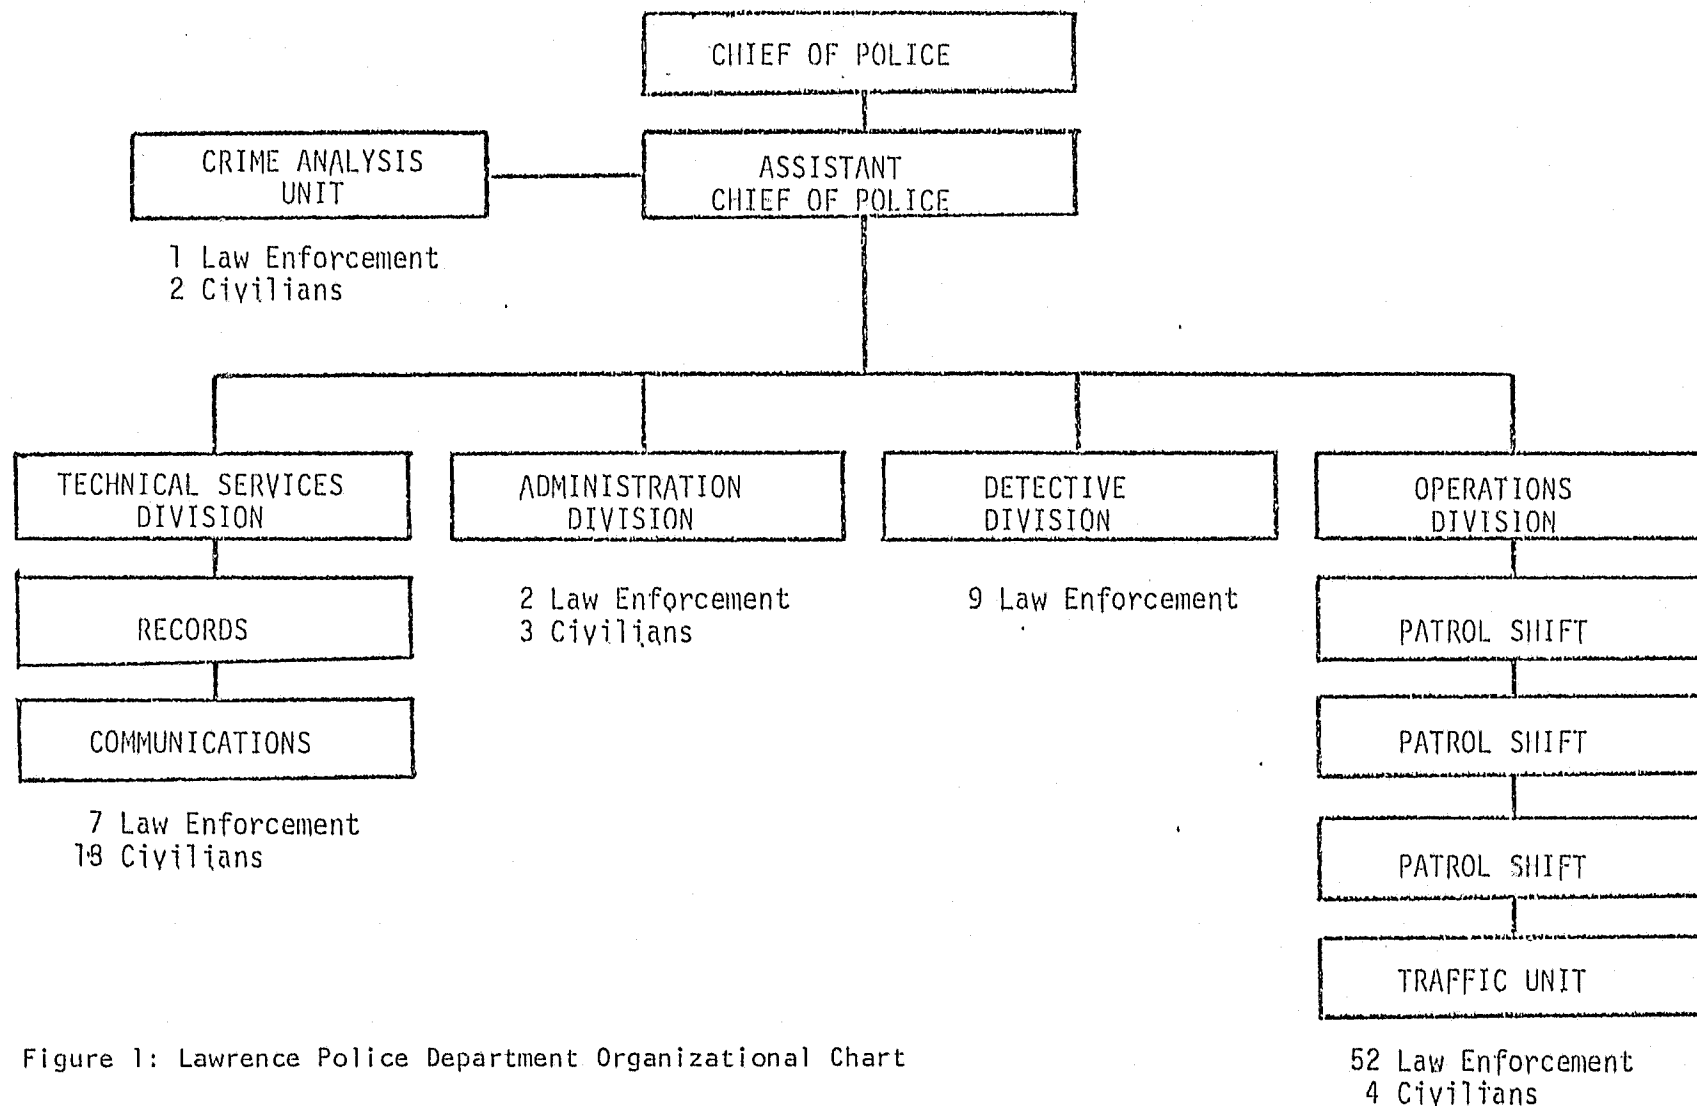 CHIEF OF POLICE
CRIME ANALYSIS
UNIT
ASSISTANT
CHIEF OF POLICE
1 Law Enforcement
2 Civilians
TECHNICAL SERVICES
DIVISION
ADMINISTRATION
DIVISION
DETECTIVE
DIVISION
OPERATIONS
DIVISION
RECORDS
COMMUNICATIONS
7 Law Enforcement
Civilians
2 Law Enforcement
3 Civilians
9 Law Enforcement
PATROL SHIFT
PATROL SHIFT
PATROL SHIFT
TRAFFIC UNIT
52 Law Enforcement
4 Civilians
Figure 1: Lawrence Police Department Organizational Chart